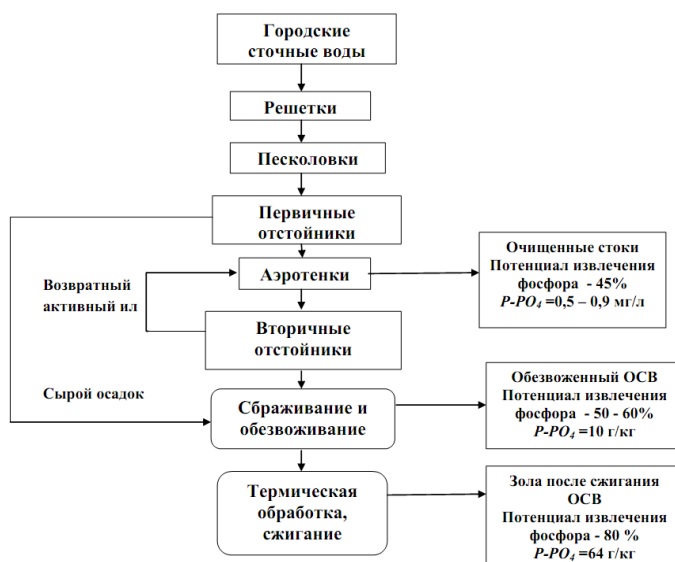 Городские
сточные воды
Решетки
Песколовки
Первичные
отстойники
Аэротенки
Очищенные стоки
Потенциал извлечения
фосфора - 45%
P-PO₄ =0,5 – 0,9 мг/л
Возвратный
активный ил
Вторичные
отстойники
Сырой осадок
Сбраживание и
обезвоживание
Обезвоженный ОСВ
Потенциал извлечения
фосфора - 50 - 60%
P-PO₄ =10 г/кг
Термическая
обработка,
сжигание
Зола после сжигания
ОСВ
Потенциал извлечения
фосфора - 80 %
P-PO₄ =64 г/кг